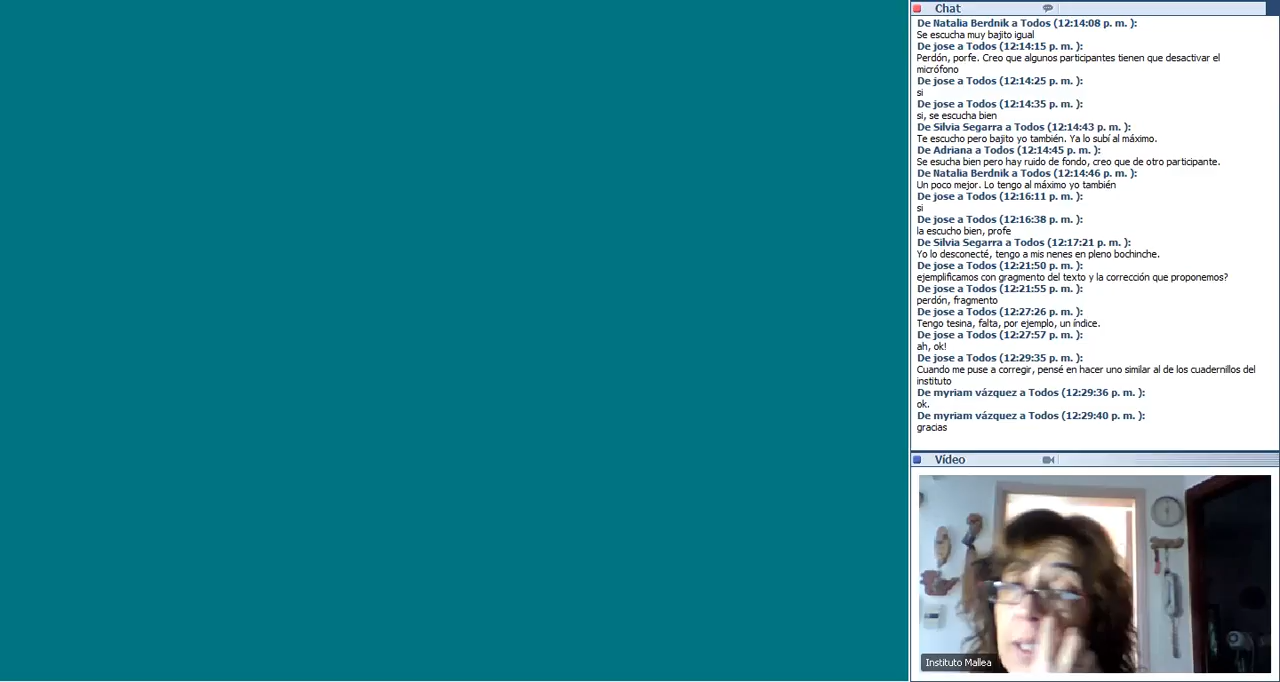 Chat
De Natalia Berdnik a Todos (12:14:08 p. m. ):
Se escucha muy bajito igual
De jose a Todos (12:14:15 p. m. ):
Perdón, porfe. Creo que algunos participantes tienen que desactivar el
micrófono
De jose a Todos (12:14:25 p. m. ):
si
De jose a Todos (12:14:35 p. m. ):
si, se escucha bien
De Silvia Segarra a Todos (12:14:43 p. m. ):
Te escucho pero bajito yo también. Ya lo subí al máximo.
De Adriana a Todos (12:14:45 p. m. ):
Se esucha bien pero hay ruido de fondo, creo que de otro participante.
De Natalia Berdnik a Todos (12:14:46 p. m. ):
Un poco mejor. Lo tengo al máximo yo también
De jose a Todos (12:16:11 p. m. ):
si
De jose a Todos (12:16:38 p. m. ):
la escucho bien, profe
De Silvia Segarra a Todos (12:17:21 p. m. ):
Yo lo desconecté, tengo a mis nenes en pleno bochinche.
De jose a Todos (12:21:50 p. m. ):
ejemplificamos con gragmento del texto y la corrección que proponemos?
De jose a Todos (12:21:55 p. m. ):
perdón, fragmento
De jose a Todos (12:27:26 p. m. ):
Tengo tesina, falta, por ejemplo, un índice.
De jose a Todos (12:27:57 p. m. ):
ah, ok!
De jose a Todos (12:29:35 p. m. ):
Cuando me puse a corregir, pensé en hacer uno similar al de los cuadernillos del
instituto
De myriam vázquez a Todos (12:29:36 p. m. ):
ok.
De myriam vázquez a Todos (12:29:40 p. m. ):
gracias
Vídeo
Instituto Mallea